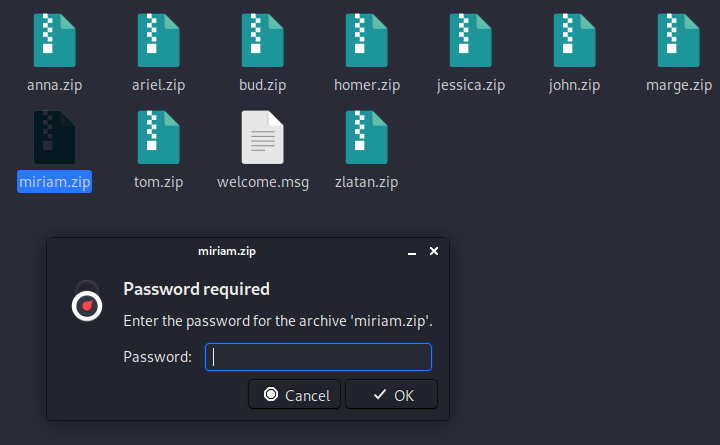 anna.zip ariel.zip bud.zip homer.zip jessica.zip john.zip marge.zip
miriam.zip tom.zip welcome.msg zlatan.zip
miriam.zip
Password required
Enter the password for the archive 'miriam.zip'.
Password:
Cancel OK